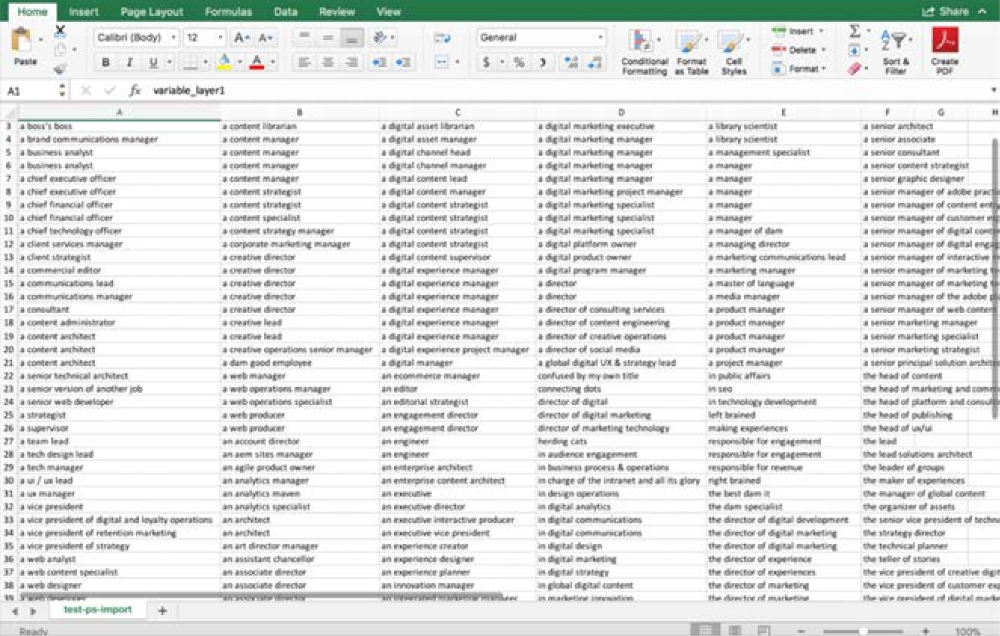 Home Insert Page Layout Formulas Data Review View Share
Calibri (Body) 12 A A General Insert
Paste B I U A $ % Conditional Formatting Format as Table Cell Styles Delete Format Sort & Filter Create PDF
A1 fx variable_layer1
A B C D E F G H
3 a boss's boss a content librarian a digital asset librarian a digital marketing executive a library scientist a senior architect
4 a brand communications manager a content manager a digital asset manager a digital marketing manager a library scientist a senior associate
5 a business analyst a content manager a digital channel head a digital marketing manager a management specialist a senior consultant
6 a business analyst a content manager a digital channel manager a digital marketing manager a manager a senior content strategist
7 a chief executive officer a content manager a digital content lead a digital marketing manager a manager a senior graphic designer
8 a chief executive officer a content strategist a digital content manager a digital marketing project manager a manager a senior manager of adobe
9 a chief financial officer a content strategist a digital content strategist a digital marketing specialist a manager a senior manager of content
10 a chief financial officer a content specialist a digital content strategist a digital marketing specialist a manager a senior manager of customer
11 a chief technology officer a content strategy manager a digital content strategist a digital marketing specialist a manager of dam a senior manager of digital
12 a client services manager a corporate marketing manager a digital content strategist a digital platform owner a managing director a senior manager of digital
13 a client strategist a creative director a digital content supervisor a digital product owner a marketing communications lead a senior manager of interactive
14 a commercial editor a creative director a digital experience manager a digital program manager a marketing manager a senior manager of marketing
15 a communications lead a creative director a digital experience manager a director a master of language a senior manager of marketing
16 a communications manager a creative director a digital experience manager a director a media manager a senior manager of the adobe
17 a consultant a creative director a digital experience manager a director of consulting services a product manager a senior manager of web content
18 a content administrator a creative lead a digital experience manager a director of content engineering a product manager a senior marketing manager
19 a content architect a creative lead a digital experience manager a director of creative operations a product manager a senior marketing specialist
20 a content architect a creative operations senior manager a digital experience project manager a director of social media a product manager a senior marketing strategist
21 a content architect a dam good employee a digital manager a global digital UX & strategy lead a project manager a senior principal solution
22 a senior technical architect a web manager an ecommerce manager confused by my own title in public affairs the head of content
23 a senior version of another job a web operations manager an editor connecting dots in seo the head of marketing and
24 a senior web developer a web operations specialist an editorial strategist director of digital in technology development the head of platform and
25 a strategist a web producer an engagement director director of digital marketing left brained the head of publishing
26 a supervisor a web producer an engagement director director of marketing technology making experiences the head of ux/ui
27 a team lead an account director an engineer herding cats responsible for engagement the lead
28 a tech design lead an aem sites manager an engineer in audience engagement responsible for engagement the lead solutions architect
29 a tech manager an agile product owner an enterprise architect in business process & operations responsible for revenue the leader of groups
30 a ui / ux lead an analytics manager an enterprise content architect in charge of the intranet and all its glory right brained the maker of experiences
31 a ux manager an analytics maven an executive in design operations the best dam it the manager of global content
32 a vice president an analytics specialist an executive director in digital analytics the dam specialist the organizer of assets
33 a vice president of digital and loyalty operations an architect an executive interactive producer in digital communications the director of digital development the senior vice president of
34 a vice president of retention marketing an architect an executive vice president in digital communications the director of digital marketing the strategy director
35 a vice president of strategy an art director manager an experience creator in digital design the director of digital marketing the technical planner
36 a web analyst an assistant chancellor an experience designer in digital marketing the director of experience the teller of stories
37 a web content specialist an associate director an experience planner in digital strategy the director of experiences the vice president of creative
38 a web designer an associate director an innovation manager in global digital content the director of marketing the vice president of customer
39 a web developer an associate director an integrated marketing manager in marketing innovation the director of marketing the vice president of digital
test-ps-import +
Ready 100%